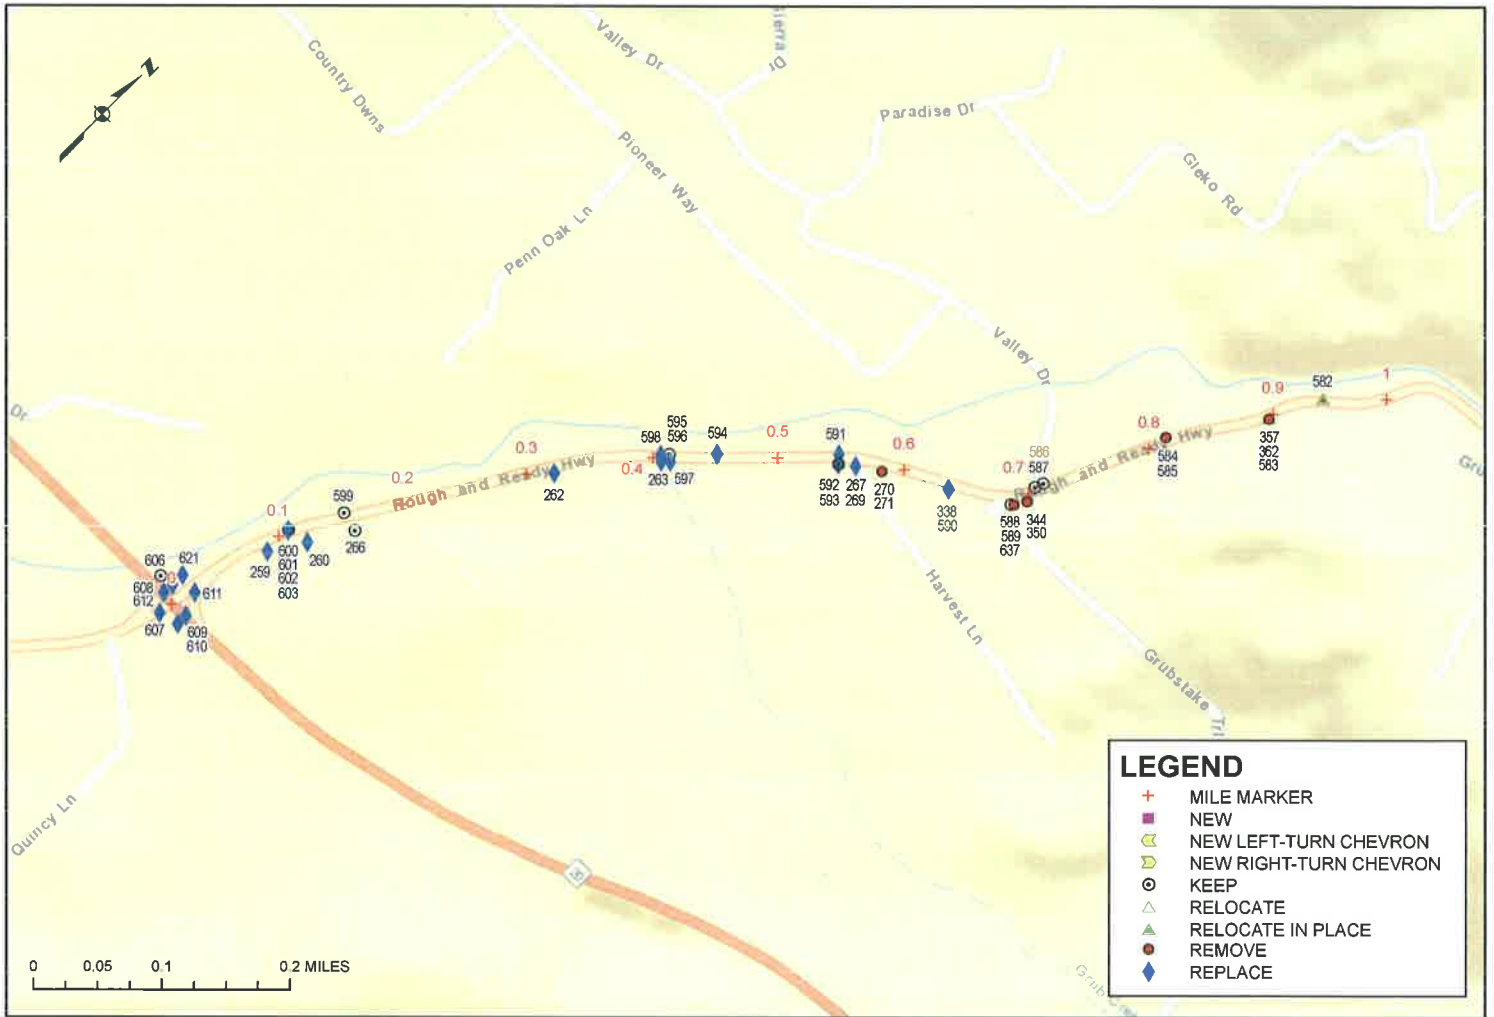 N
Country Dwns
Valley Dr
Sierra Dr
Paradise Dr
Pioneer Way
Gleko Rd
Penn Oak Ln
Valley Dr
Dr
1
582
0.9
595
596
598
594
591
0.5
0.8
0.3
0.6
357
362
583
Rough and Ready Hwy
0.4
263
597
586
587
584
585
0.2
0.7
Rough and Ready Hwy
262
592
593
267
269
270
271
599
338
590
0.1
588
589
637
344
350
266
600
601
602
603
259
260
606
621
608
612
0
611
607
609
610
Harvest Ln
Grubstake Trl
Gru
Quincy Ln
20
Grub Cree
0 0.05 0.1 0.2 MILES
LEGEND
MILE MARKER
NEW
NEW LEFT-TURN CHEVRON
NEW RIGHT-TURN CHEVRON
KEEP
RELOCATE
RELOCATE IN PLACE
REMOVE
REPLACE